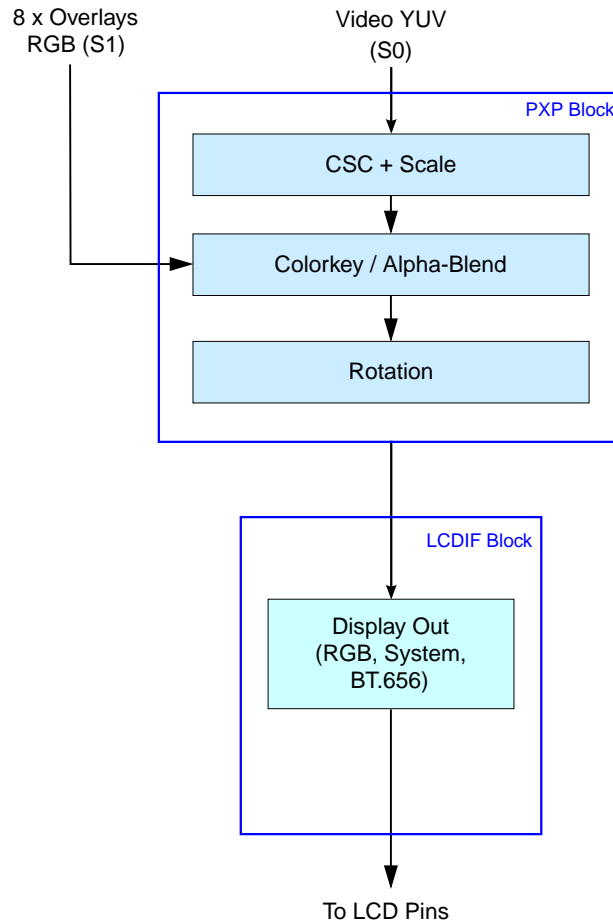 8 x Overlays
RGB (S1)
Video YUV
(S0)
PXP Block
CSC + Scale
Colorkey / Alpha-Blend
Rotation
LCDIF Block
Display Out
(RGB, System,
BT.656)
To LCD Pins